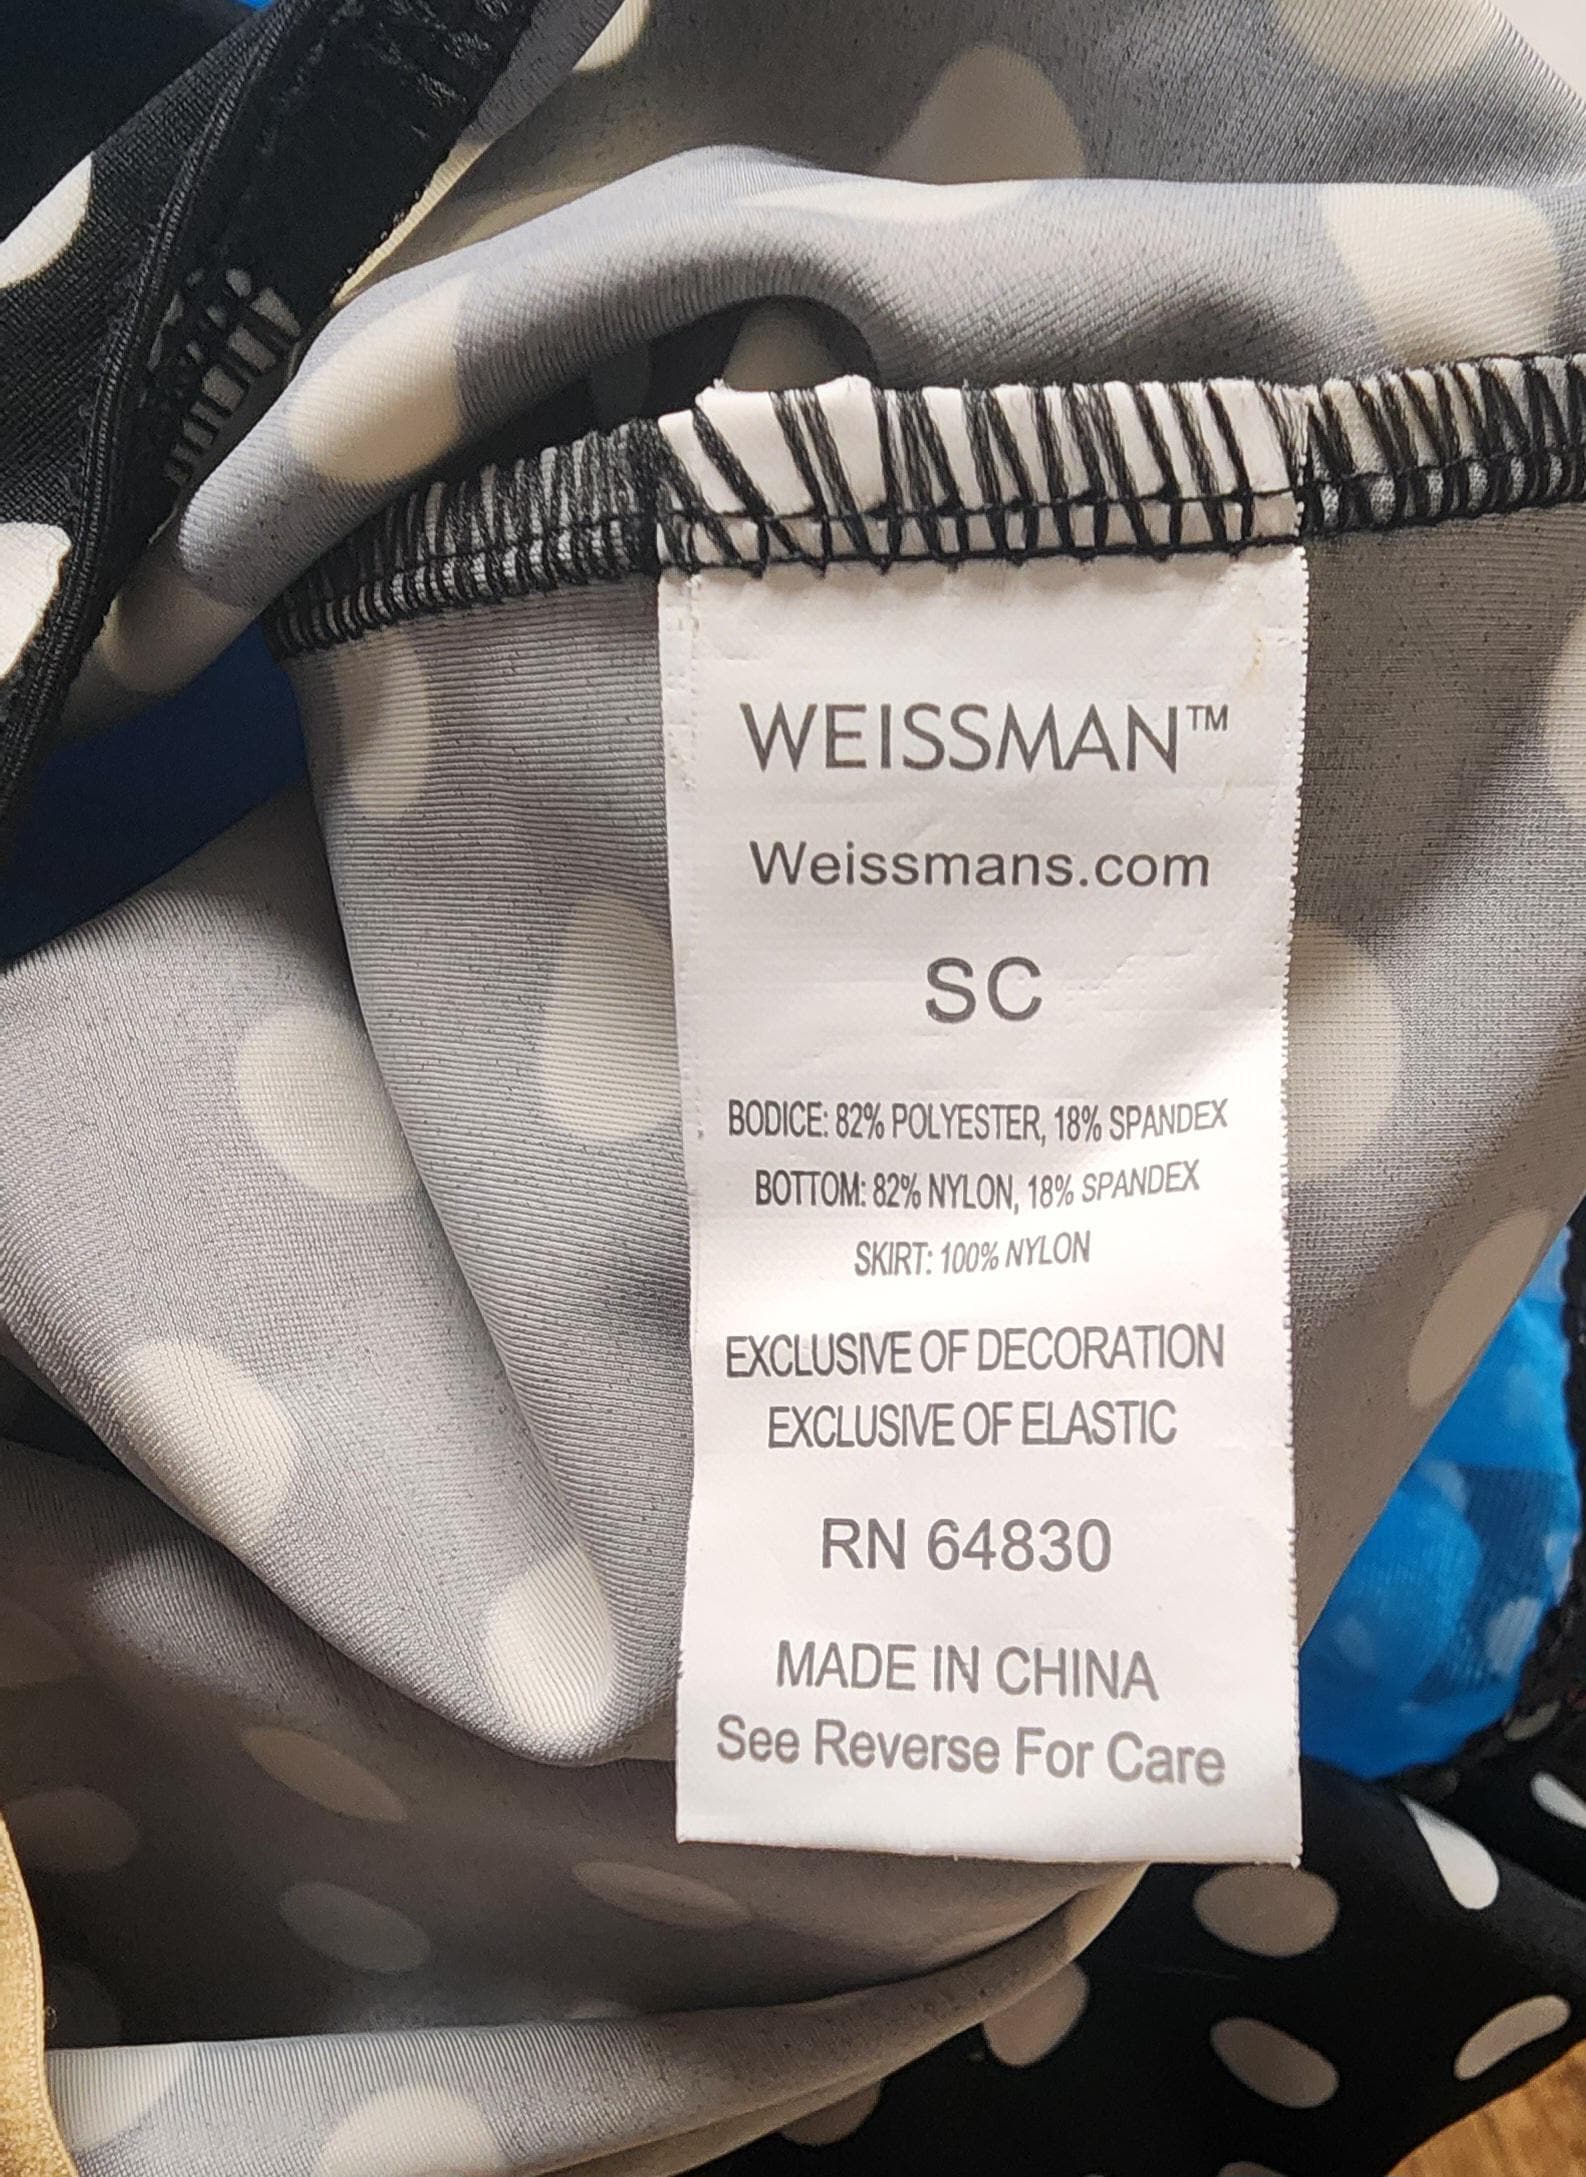 WEISSMAN™
Weissmans.com
SC
BODICE: 82% POLYESTER, 18% SPANDEX
BOTTOM: 82% NYLON, 18% SPANDEX
SKIRT: 100% NYLON
EXCLUSIVE OF DECORATION
EXCLUSIVE OF ELASTIC
RN 64830
MADE IN CHINA
See Reverse For Care